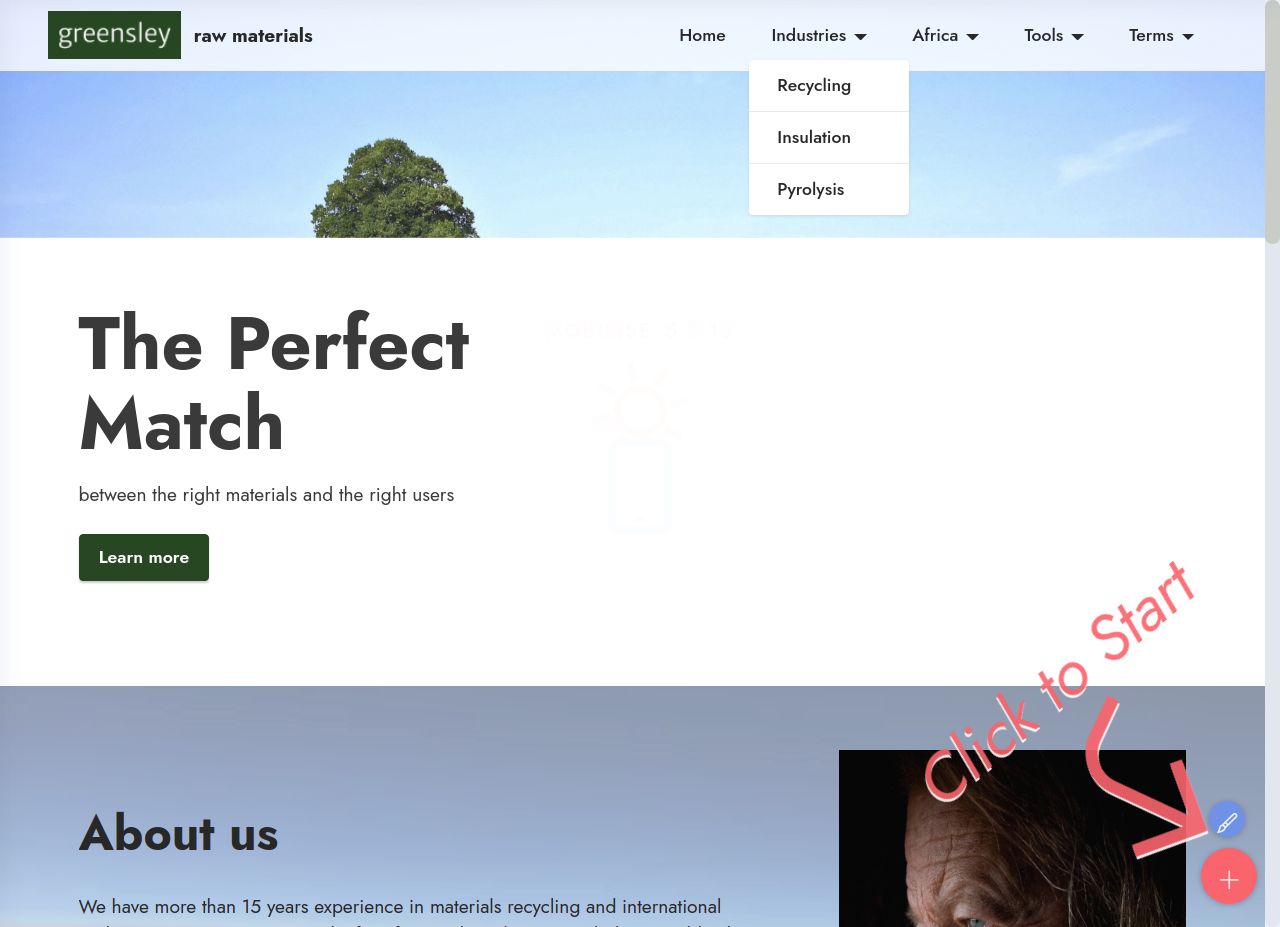 greensley raw materials Home Industries Africa Tools Terms
Recycling
Insulation
Pyrolysis
The Perfect
Match
between the right materials and the right users
Learn more
Click to Start
About us
We have more than 15 years experience in materials recycling and international